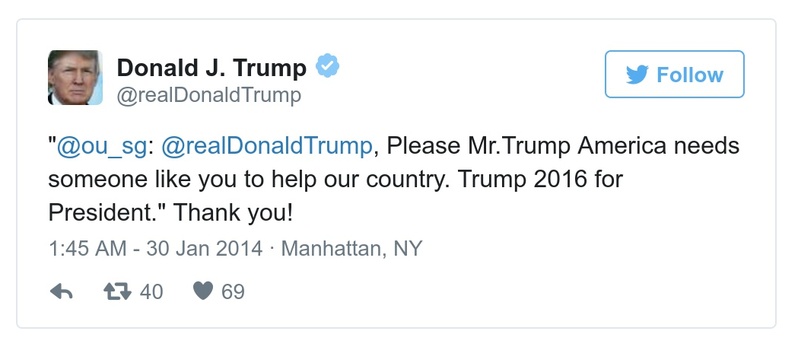 Donald J. Trump
@realDonaldTrump
Follow
"@ou_sg: @realDonaldTrump, Please Mr.Trump America needs
someone like you to help our country. Trump 2016 for
President." Thank you!
1:45 AM - 30 Jan 2014 · Manhattan, NY
40 69